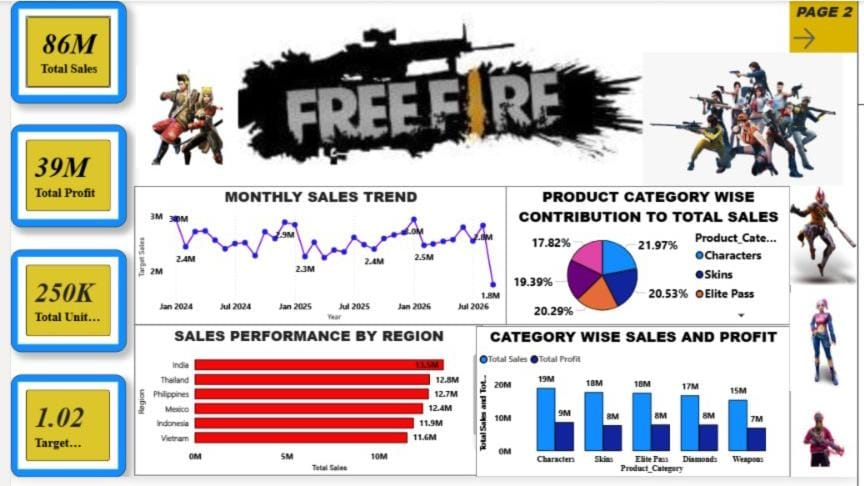 86M
Total Sales
39M
Total Profit
250K
Total Unit...
1.02
Target...
FREE FIRE
PAGE 2
MONTHLY SALES TREND
Target Sales
3M
2M
3.0M
2.4M
2.9M
2.3M
2.4M
3.0M
2.5M
2.8M
1.8M
Jan 2024
Jul 2024
Jan 2025
Jul 2025
Jan 2026
Jul 2026
Year
PRODUCT CATEGORY WISE
CONTRIBUTION TO TOTAL SALES
17.82%
21.97%
19.39%
20.29%
20.53%
Product_Cate...
Characters
Skins
Elite Pass
SALES PERFORMANCE BY REGION
Region
India 13.5M
Thailand 12.8M
Philippines 12.7M
Mexico 12.4M
Indonesia 11.9M
Vietnam 11.6M
0M 5M 10M
Total Sales
CATEGORY WISE SALES AND PROFIT
Total Sales Total Profit
Total Sales and Tot...
20M
10M
0M
19M 9M
18M 8M
18M 8M
17M 8M
15M 7M
Characters Skins Elite Pass Diamonds Weapons
Product_Category